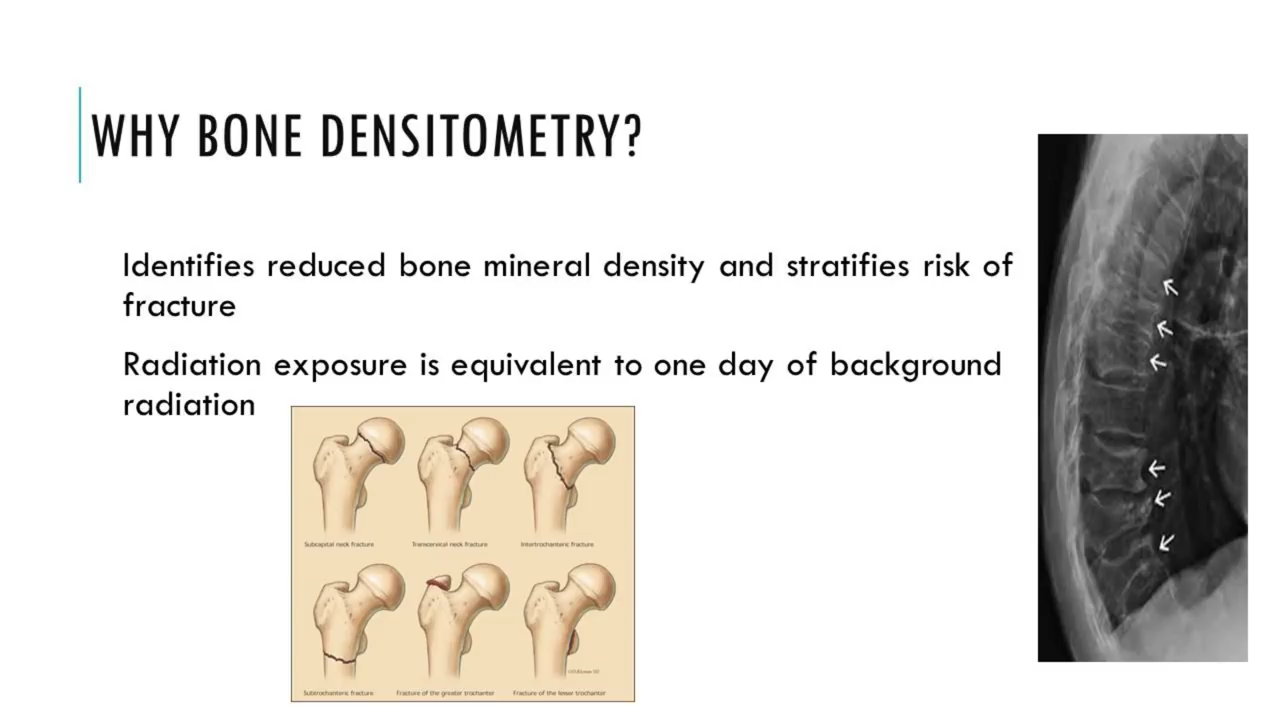 WHY BONE DENSITOMETRY?
Identifies reduced bone mineral density and stratifies risk of
fracture
Radiation exposure is equivalent to one day of background
radiation
Subcapital neck fracture
Transcervical neck fracture
Intertrochanteric fracture
Subtrochanteric fracture
Fracture of the greater trochanter
Fracture of the lesser trochanter